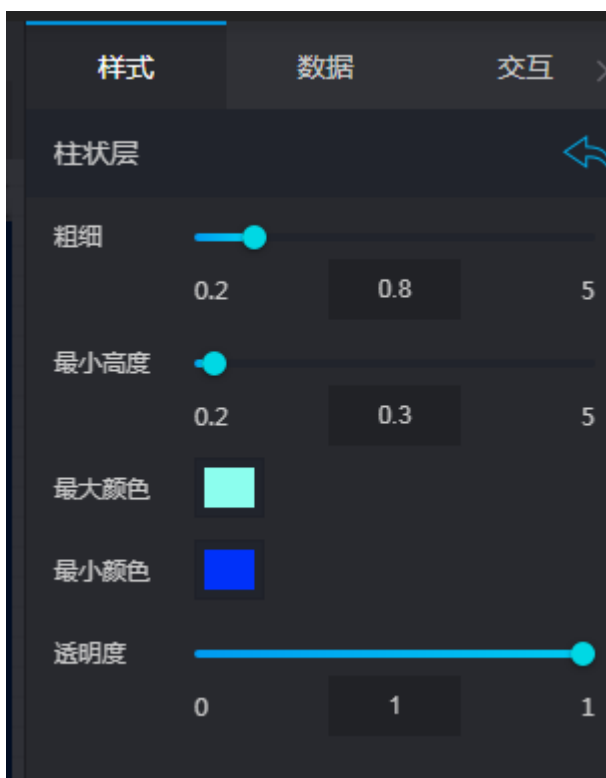 样式 数据 交互
柱状层
粗细
0.2 0.8 5
最小高度
0.2 0.3 5
最大颜色
最小颜色
透明度
0 1 1